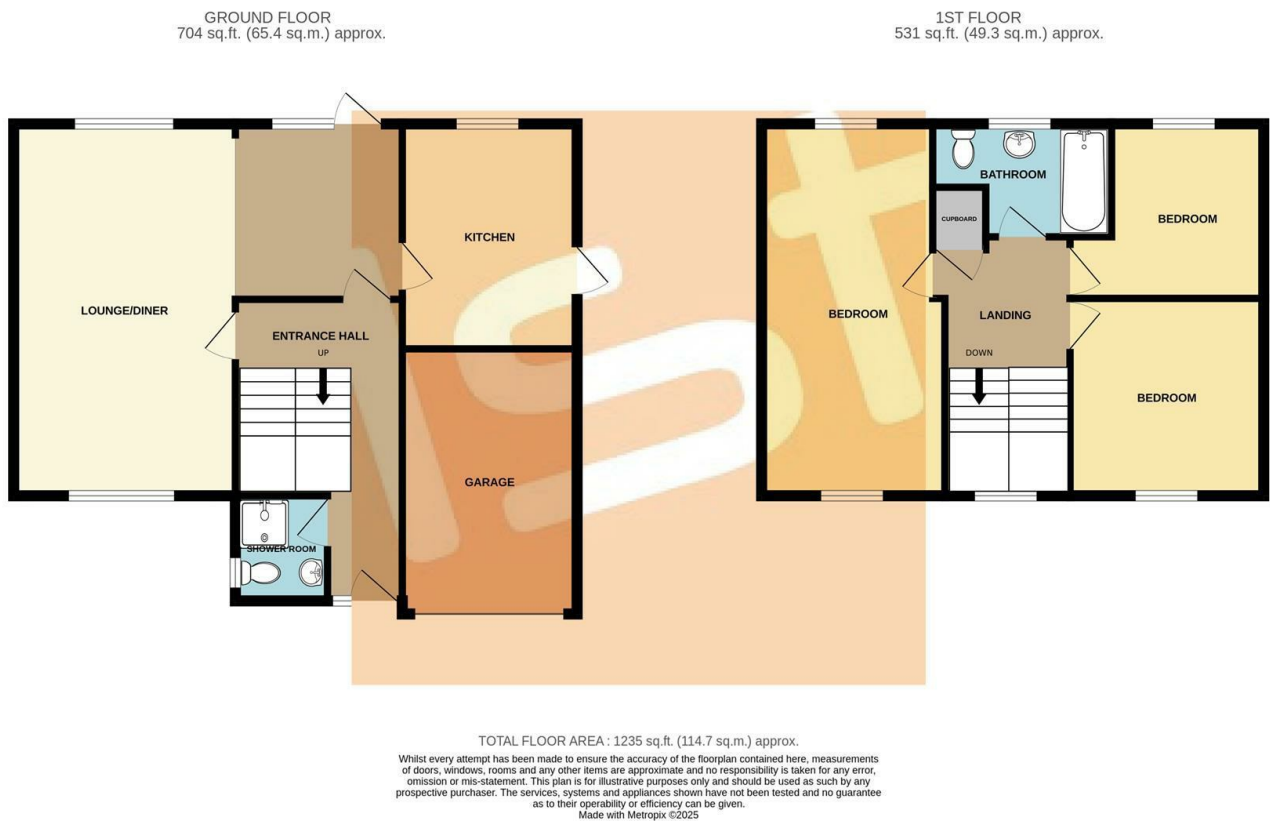 GROUND FLOOR
704 sq.ft. (65.4 sq.m.) approx.
1ST FLOOR
531 sq.ft. (49.3 sq.m.) approx.
LOUNGE/DINER
KITCHEN
ENTRANCE HALL
UP
GARAGE
SHOWER ROOM
BATHROOM
CUPBOARD
BEDROOM
BEDROOM
LANDING
DOWN
BEDROOM
1st
TOTAL FLOOR AREA : 1235 sq.ft. (114.7 sq.m.) approx.
Whilst every attempt has been made to ensure the accuracy of the floorplan contained here, measurements
of doors, windows, rooms and any other items are approximate and no responsibility is taken for any error,
omission or mis-statement. This plan is for illustrative purposes only and should be used as such by any
prospective purchaser. The services, systems and appliances shown have not been tested and no guarantee
as to their operability or efficiency can be given.
Made with Metropix ©2025